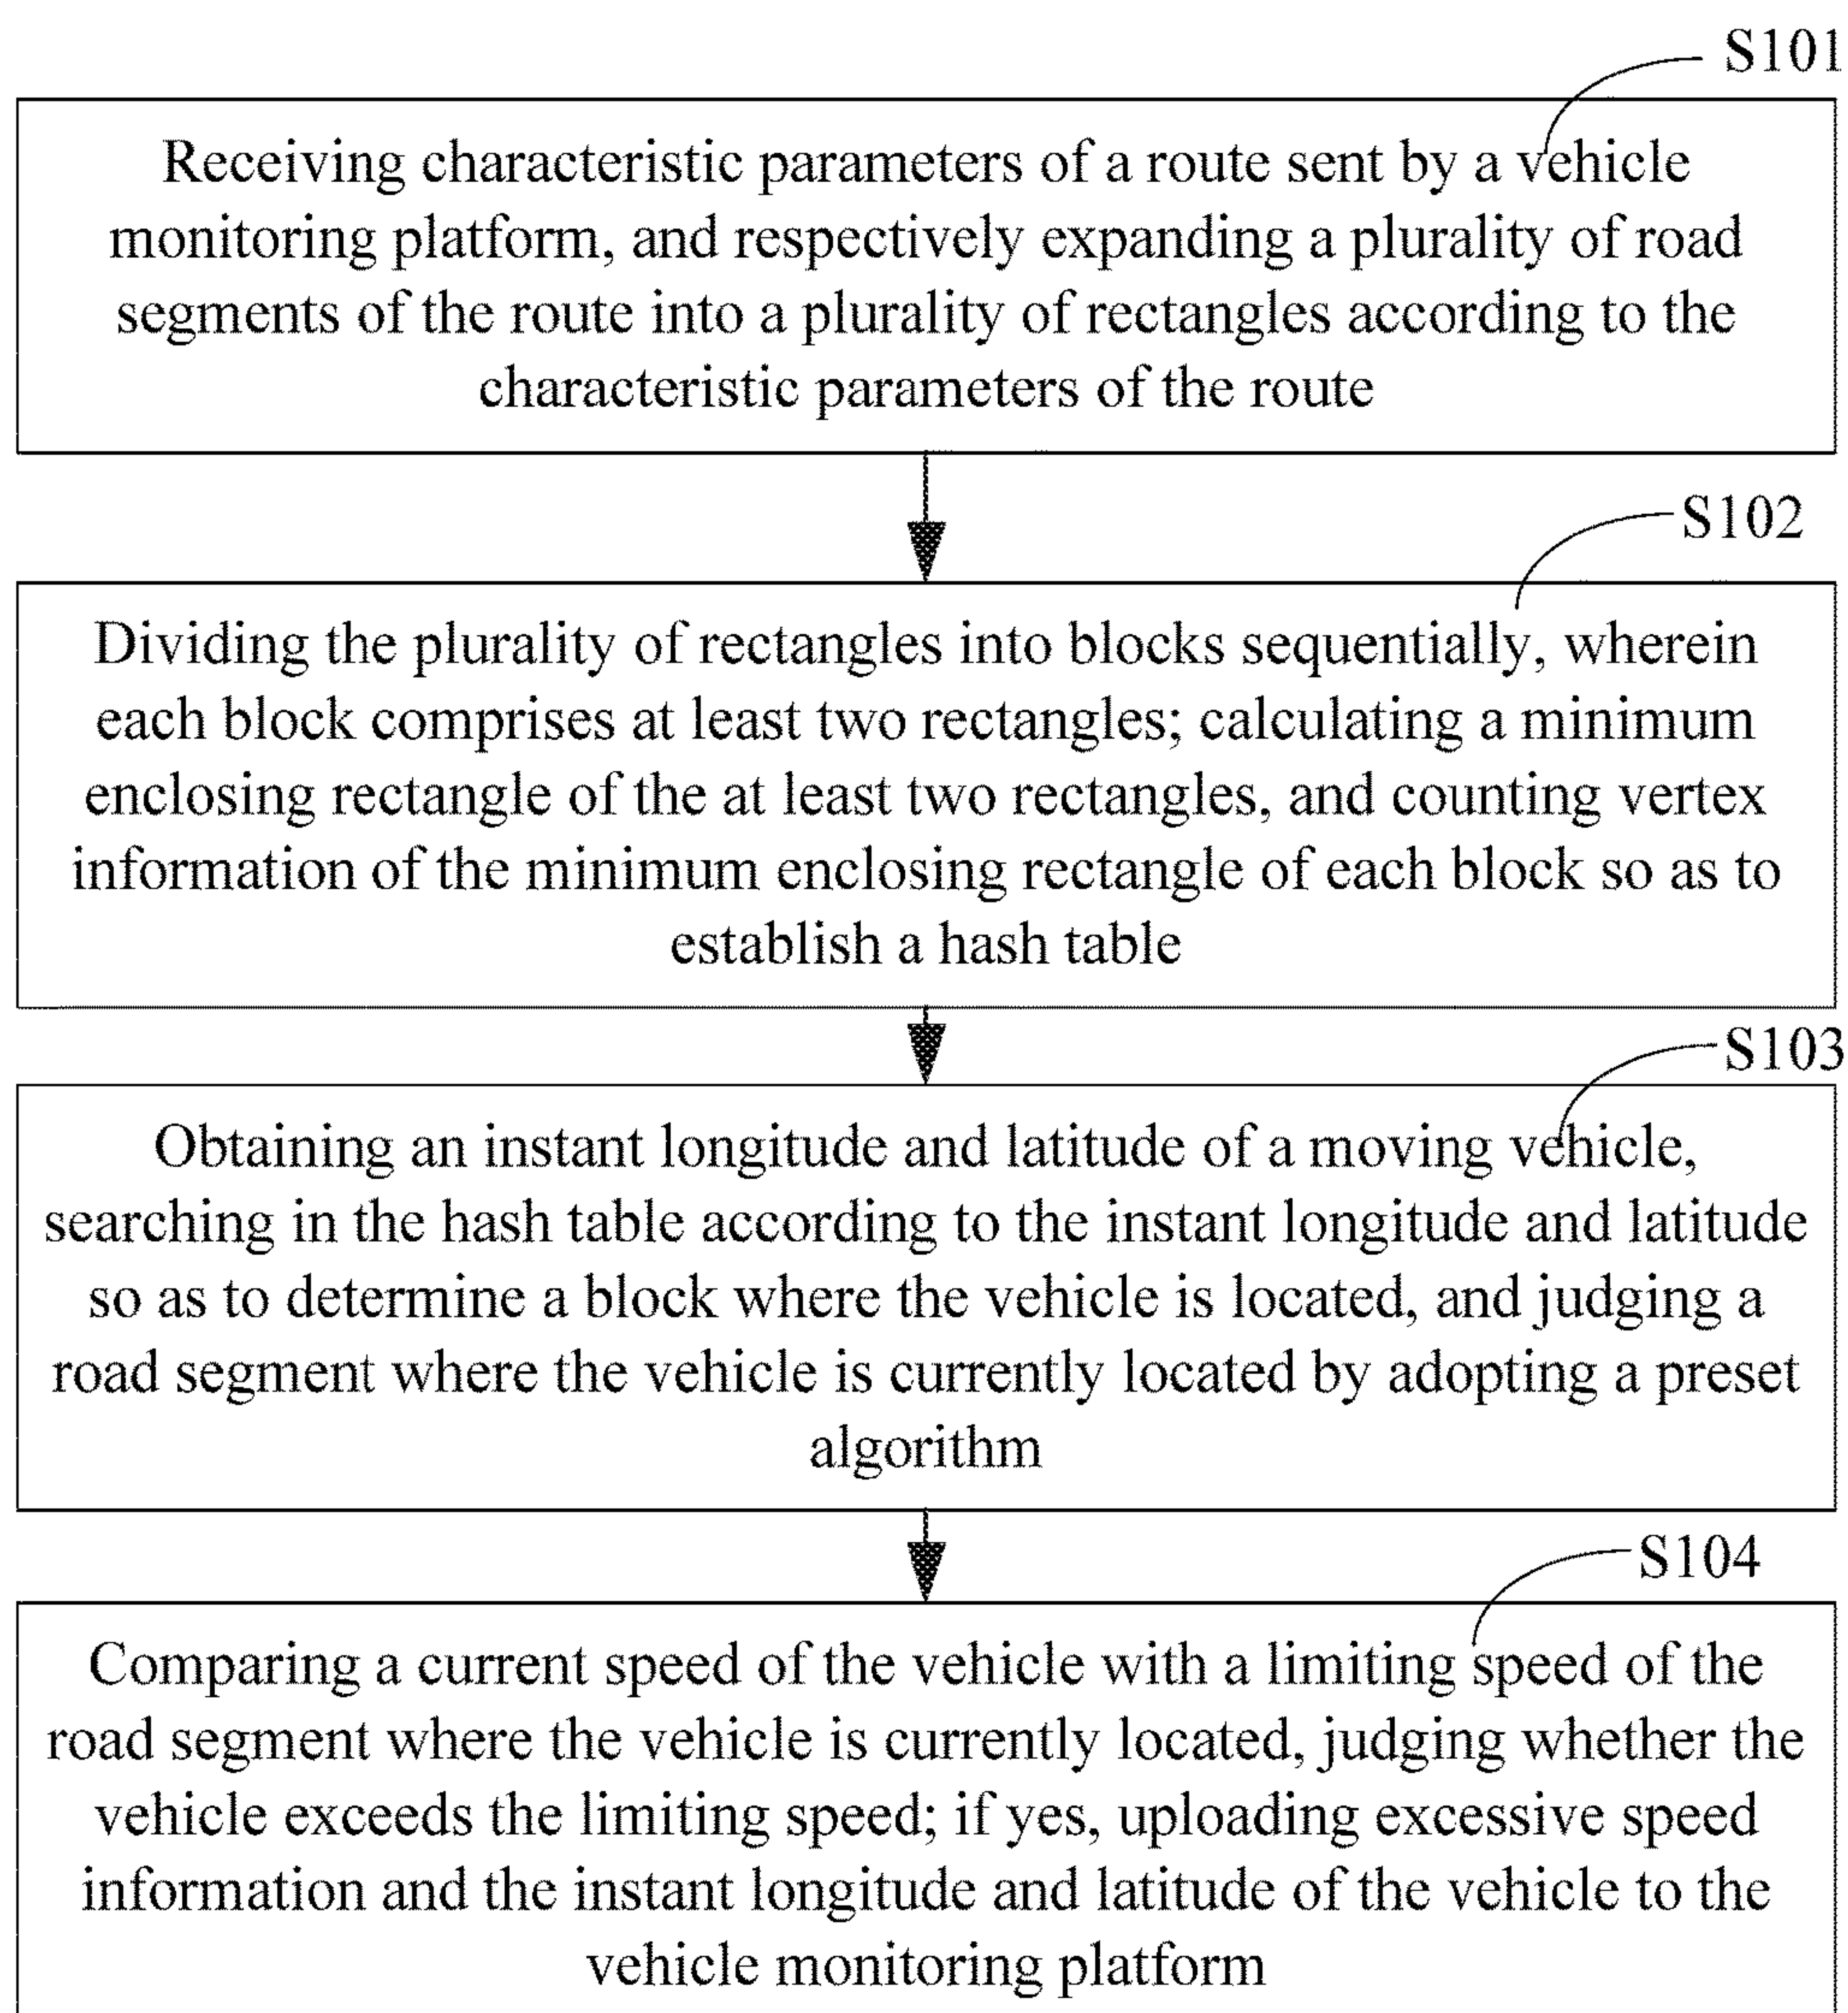 S101
Receiving characteristic parameters of a route sent by a vehicle
monitoring platform, and respectively expanding a plurality of road
segments of the route into a plurality of rectangles according to the
characteristic parameters of the route
S102
Dividing the plurality of rectangles into blocks sequentially, wherein
each block comprises at least two rectangles; calculating a minimum
enclosing rectangle of the at least two rectangles, and counting vertex
information of the minimum enclosing rectangle of each block so as to
establish a hash table
S103
Obtaining an instant longitude and latitude of a moving vehicle,
searching in the hash table according to the instant longitude and latitude
so as to determine a block where the vehicle is located, and judging a
road segment where the vehicle is currently located by adopting a preset
algorithm
S104
Comparing a current speed of the vehicle with a limiting speed of the
road segment where the vehicle is currently located, judging whether the
vehicle exceeds the limiting speed; if yes, uploading excessive speed
information and the instant longitude and latitude of the vehicle to the
vehicle monitoring platform